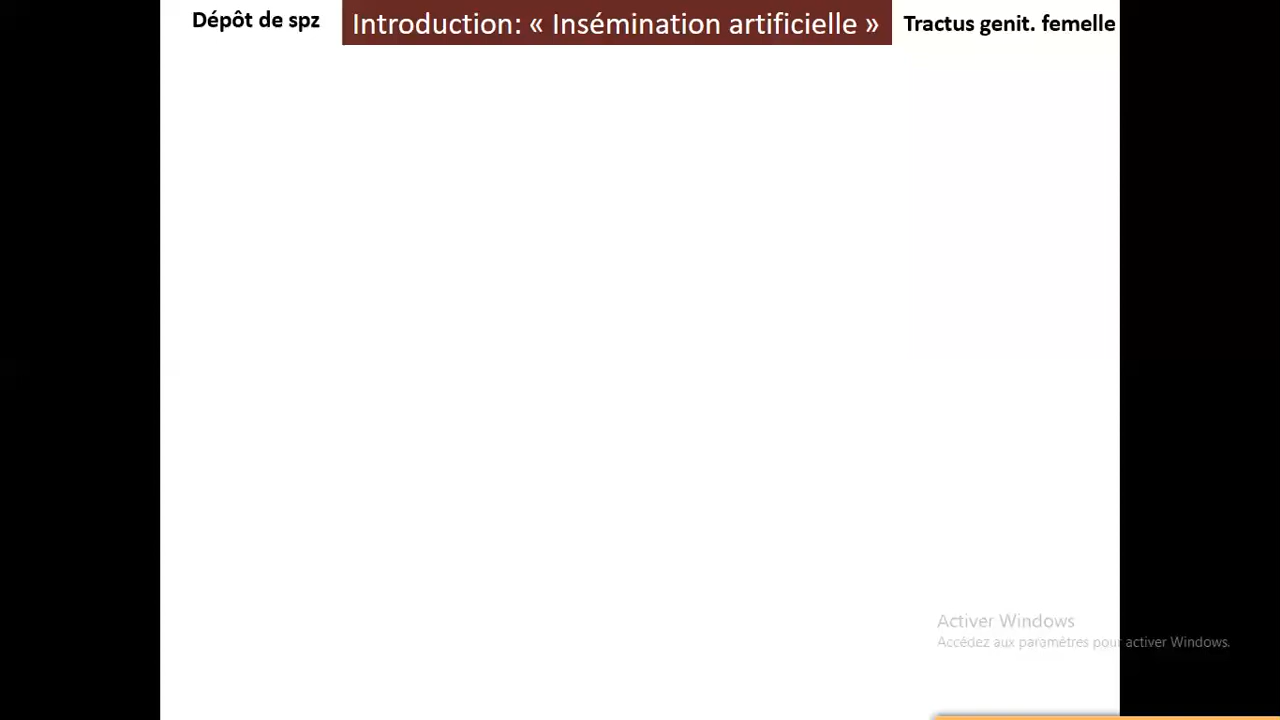 Dépôt de spz
Introduction: « Insémination artificielle »
Tractus genit. femelle
Activer Windows
Accédez aux paramètres pour activer Windows.